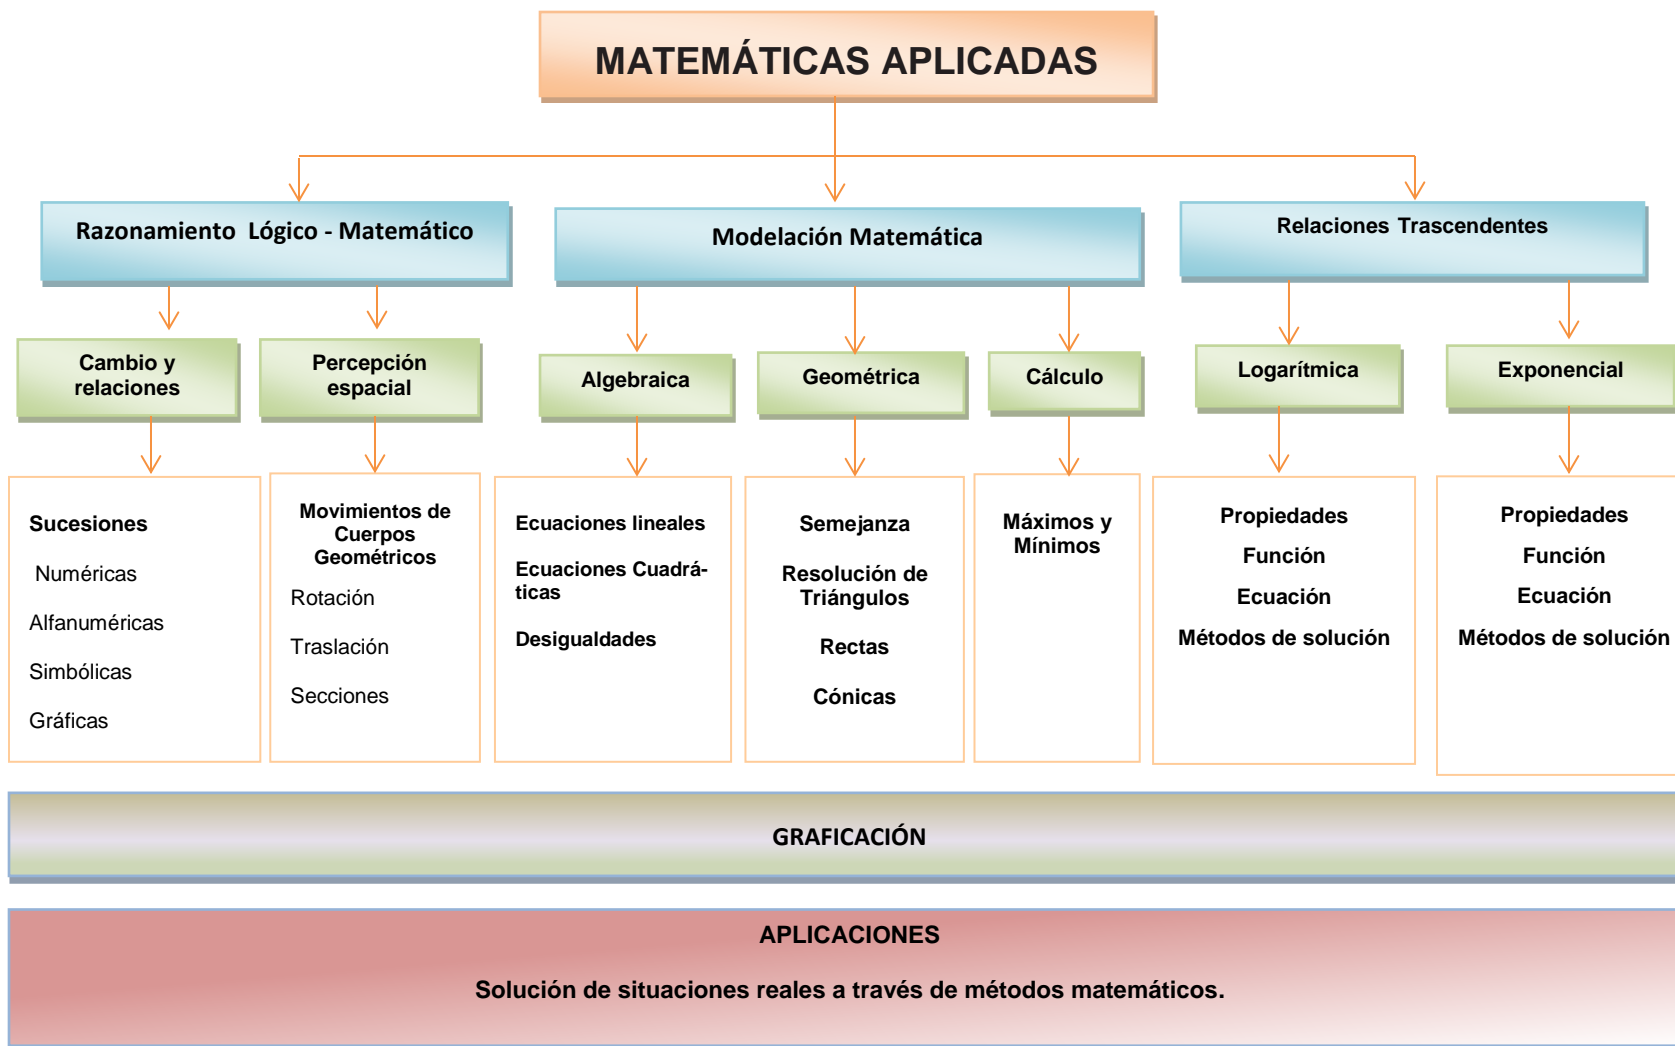 MATEMÁTICAS APLICADAS
Razonamiento Lógico - Matemático
Modelación Matemática
Relaciones Trascendentes
Cambio y
relaciones
Percepción
espacial
Algebraica
Geométrica
Cálculo
Logarítmica
Exponencial
Sucesiones
Numéricas
Alfanuméricas
Simbólicas
Gráficas
Movimientos de
Cuerpos
Geométricos
Rotación
Traslación
Secciones
Ecuaciones lineales
Ecuaciones Cuadrá-
ticas
Desigualdades
Semejanza
Resolución de
Triángulos
Rectas
Cónicas
Máximos y
Mínimos
Propiedades
Función
Ecuación
Métodos de solución
Propiedades
Función
Ecuación
Métodos de solución
GRAFICACIÓN
APLICACIONES
Solución de situaciones reales a través de métodos matemáticos.